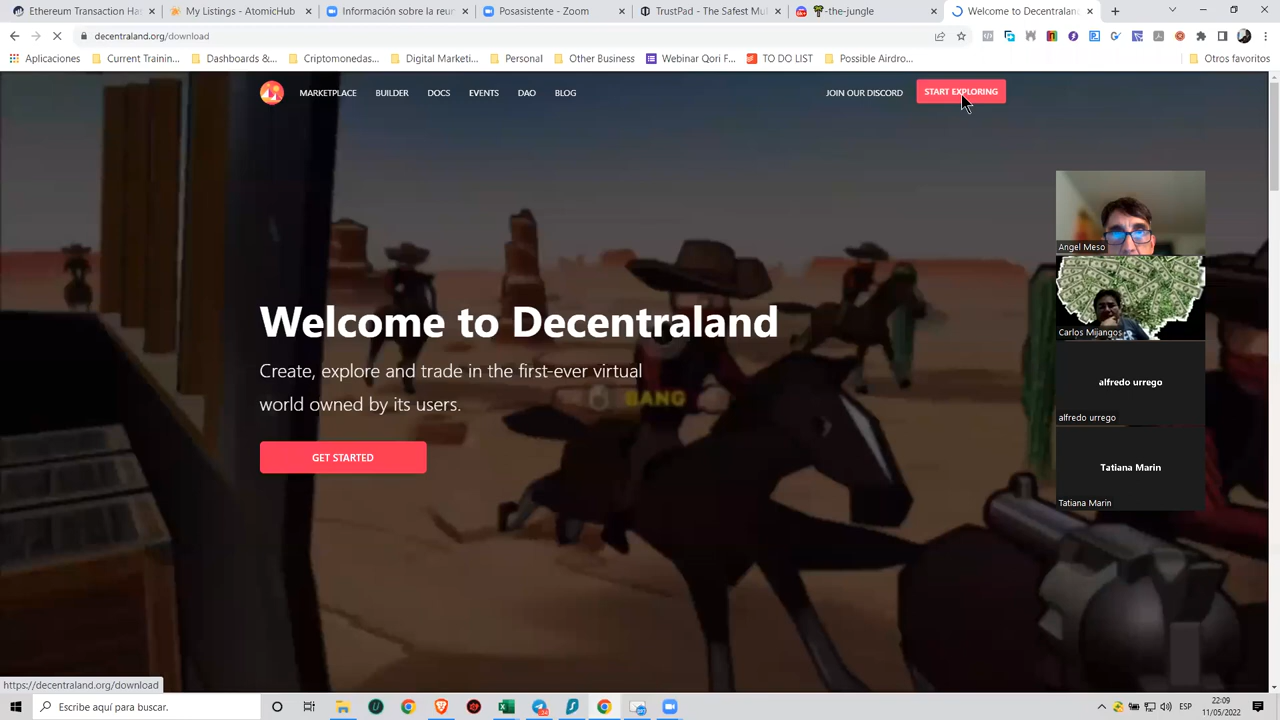 Ethereum Transaction Has
My Listings - AtomicHub
Información sobre la reun
Posasistente - Zoom
TrustPad - The Safest Mul
-the-jungle
Welcome to Decentralan
decentraland.org/download
Aplicaciones
Current Trainin...
Dashboards &...
Criptomonedas...
Digital Marketi...
Personal
Other Business
Webinar Qori F...
TO DO LIST
Possible Airdro...
Otros favoritos
MARKETPLACE
BUILDER
DOCS
EVENTS
DAO
BLOG
JOIN OUR DISCORD
START EXPLORING
Welcome to Decentraland
Create, explore and trade in the first-ever virtual
world owned by its users.
GET STARTED
BANG
Angel Meso
Carlos Mijangos
alfredo urrego
alfredo urrego
Tatiana Marin
Tatiana Marin
https://decentraland.org/download
Escribe aquí para buscar.
ESP
22:09
11/05/2022